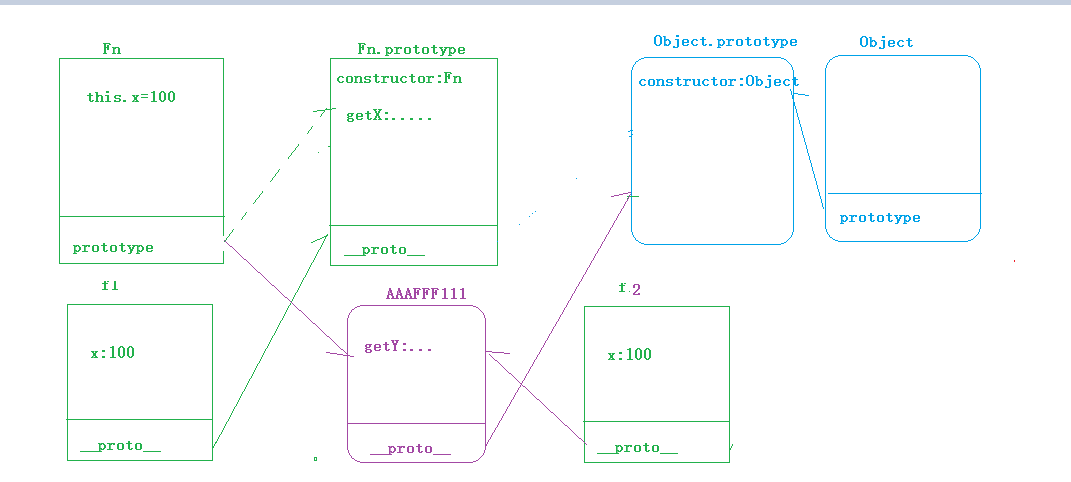 Fn
this.x=100
prototype
Fn.prototype
constructor:Fn
getX:.....
__proto__
Object.prototype
constructor:Object
Object
prototype
f1
x:100
__proto__
AAAFFF111
getY:...
__proto__
f.2
x:100
__proto__